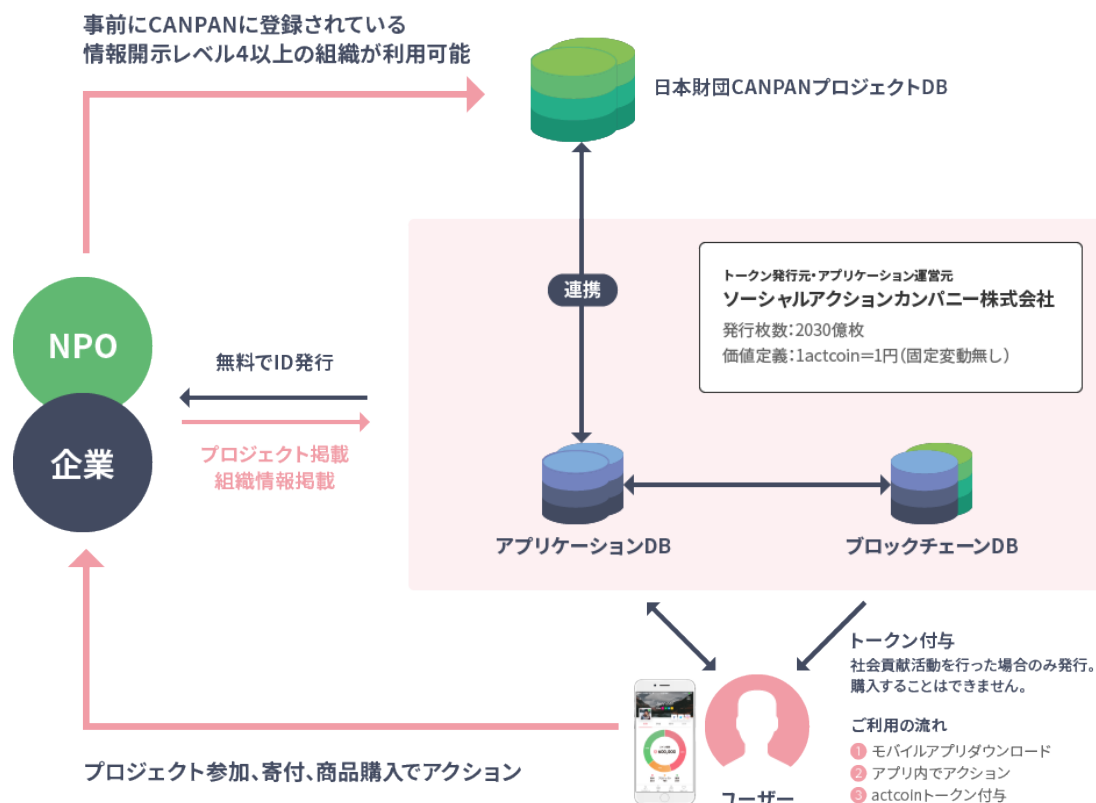 事前にCANPANに登録されている
情報開示レベル4以上の組織が利用可能
日本財団CANPANプロジェクトDB
連携
トークン発行元・アプリケーション運営元
ソーシャルアクションカンパニー株式会社
発行枚数:2030億枚
価値定義:1actcoin=1円(固定変動無し)
NPO
企業
無料でID発行
プロジェクト掲載
組織情報掲載
アプリケーションDB
ブロックチェーンDB
トークン付与
社会貢献活動を行った場合のみ発行。
購入することはできません。
ご利用の流れ
1 モバイルアプリダウンロード
2 アプリ内でアクション
3 actcoinトークン付与
ユーザー
プロジェクト参加、寄付、商品購入でアクション